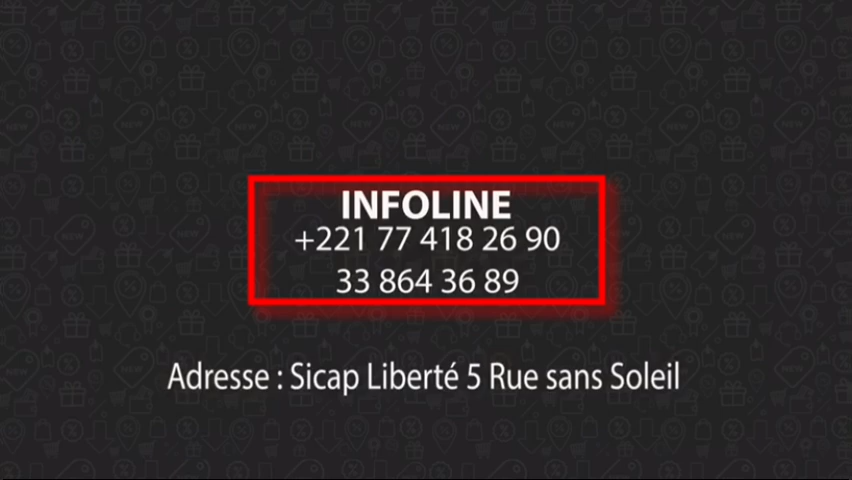 INFOLINE
+221 77 418 26 90
33 864 36 89
Adresse : Sicap Liberté 5 Rue sans Soleil